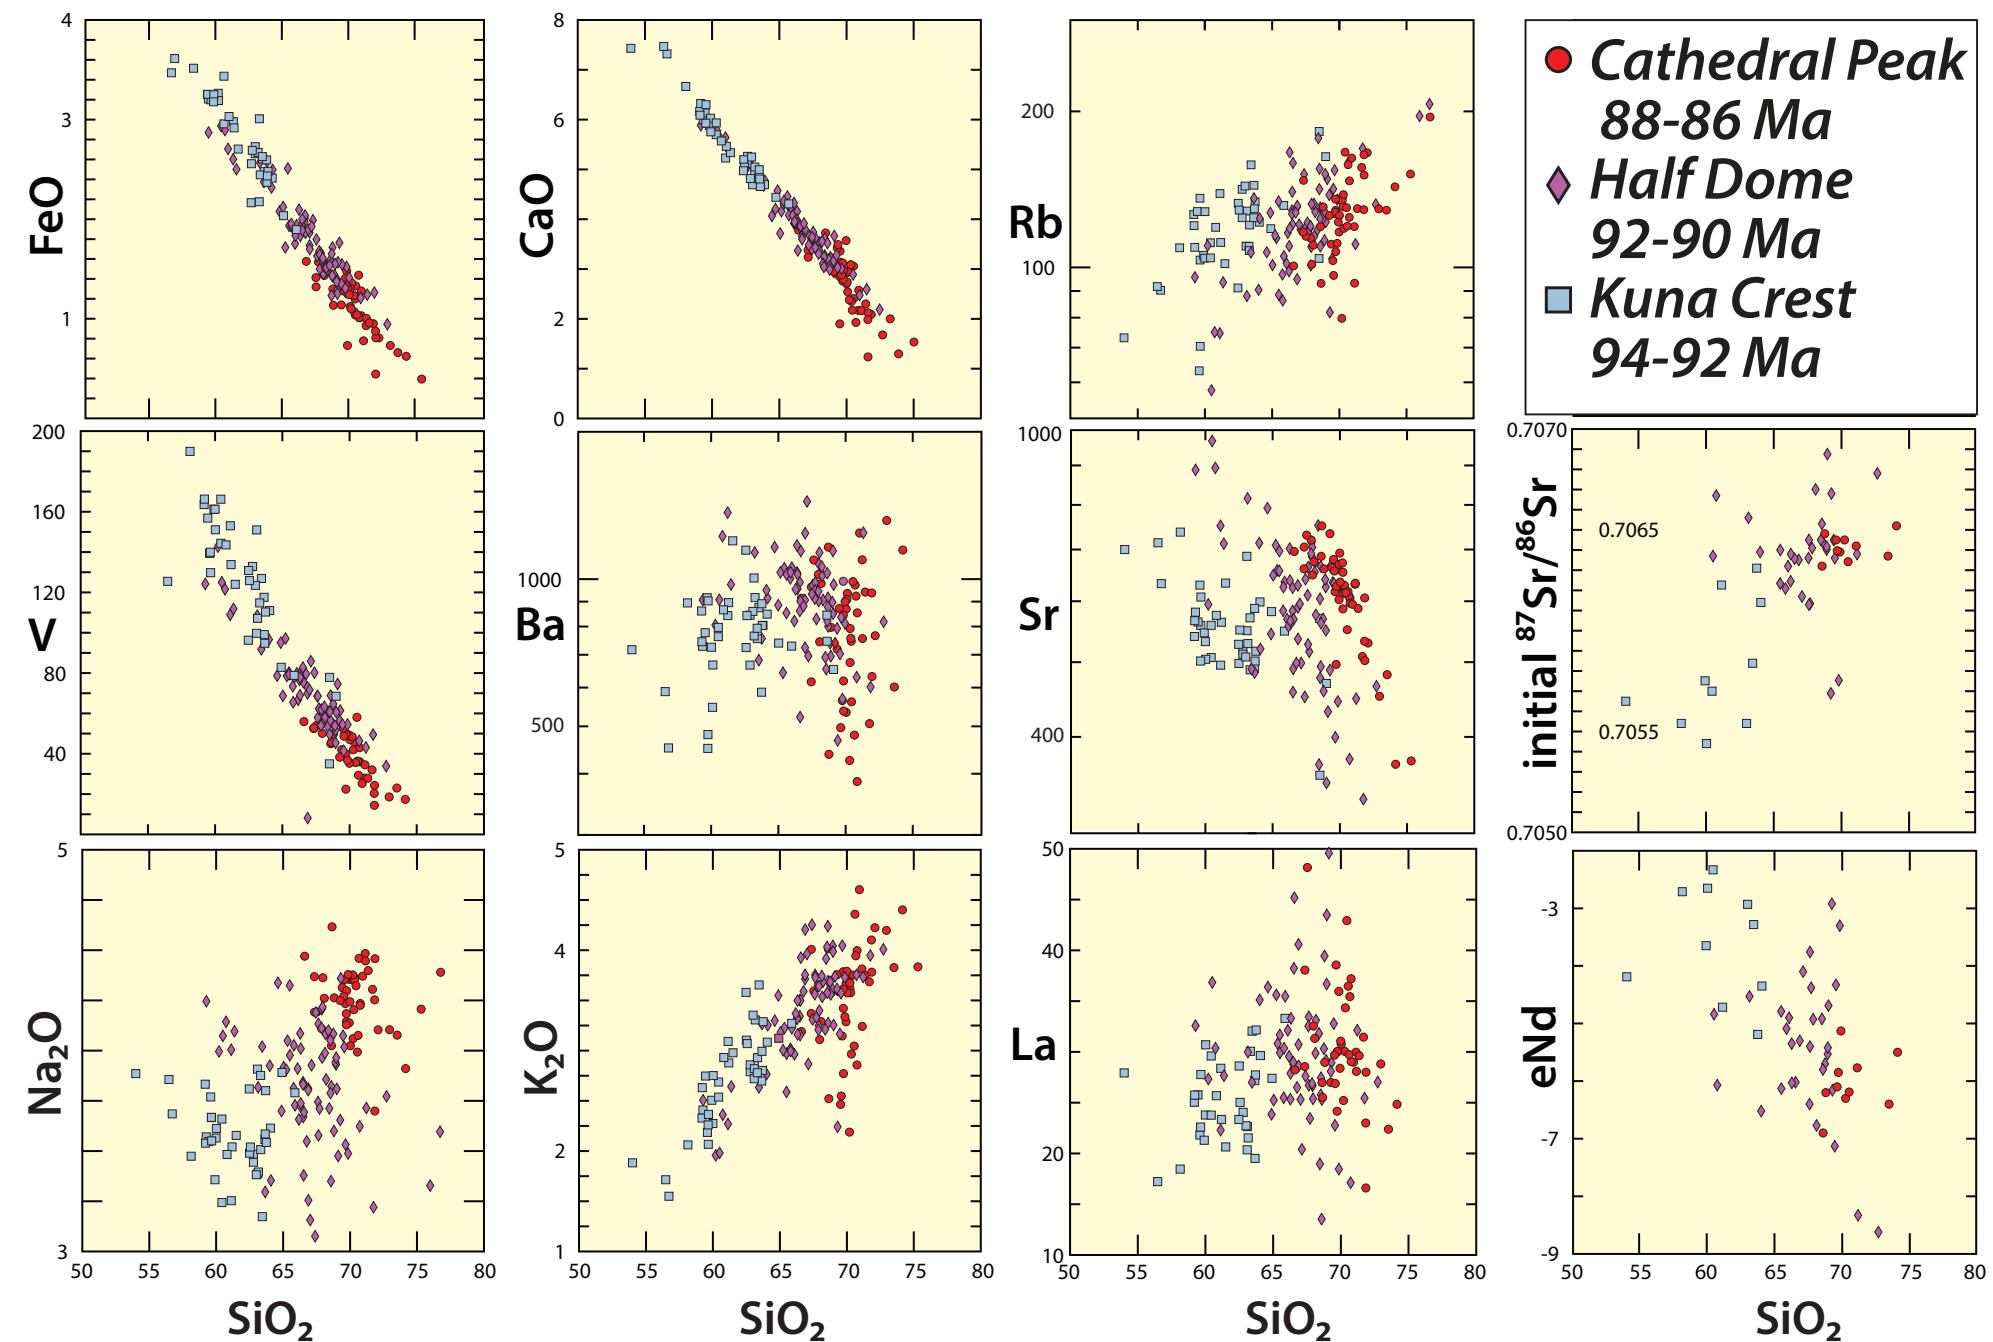 4
3
1
FeO
8
6
4
2
0
CaO
200
100
Rb
Cathedral Peak
88-86 Ma
Half Dome
92-90 Ma
Kuna Crest
94-92 Ma
200
160
120
80
40
V
1000
500
Ba
1000
400
Sr
0.7070
0.7065
0.7055
0.7050
initial ⁸⁷Sr/⁸⁶Sr
5
3
Na₂O
55 60 65 70 75 80
SiO₂
5
4
2
1
K₂O
50 55 60 65 70 75 80
SiO₂
50
40
20
10
La
50 55 60 65 70 75 80
SiO₂
-3
-7
-9
eNd
50 55 60 65 70 75 80
SiO₂